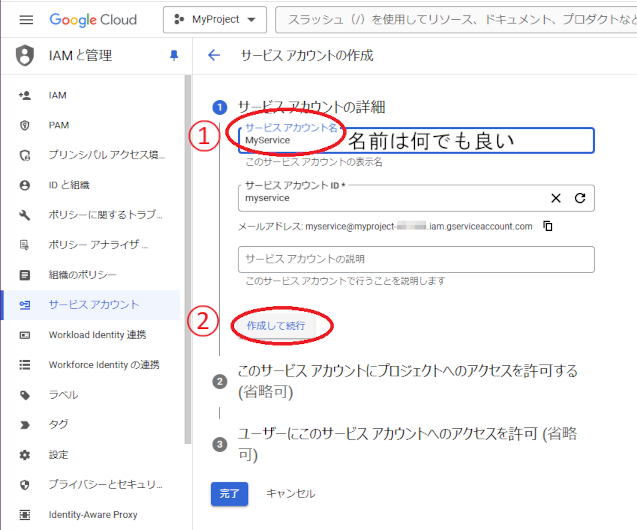 Google Cloud
MyProject
スラッシュ（/）を使用してリソース、ドキュメント、プロダクトなど
IAM と管理
サービス アカウントの作成
IAM
PAM
プリンシパル アクセス境...
ID と組織
ポリシーに関するトラブ...
ポリシー アナライザ ...
組織のポリシー
サービス アカウント
Workload Identity 連携
Workforce Identity の連携
ラベル
タグ
設定
プライバシーとセキュリ...
Identity-Aware Proxy
1 サービス アカウントの詳細
①
サービス アカウント名
MyService
名前は何でも良い
このサービス アカウントの表示名
サービス アカウント ID *
myservice
メールアドレス: myservice@myproject-
.iam.gserviceaccount.com
サービス アカウントの説明
このサービス アカウントで行うことを説明します
②
作成して続行
2 このサービス アカウントにプロジェクトへのアクセスを許可する
(省略可)
3 ユーザーにこのサービス アカウントへのアクセスを許可 (省略
可)
完了
キャンセル